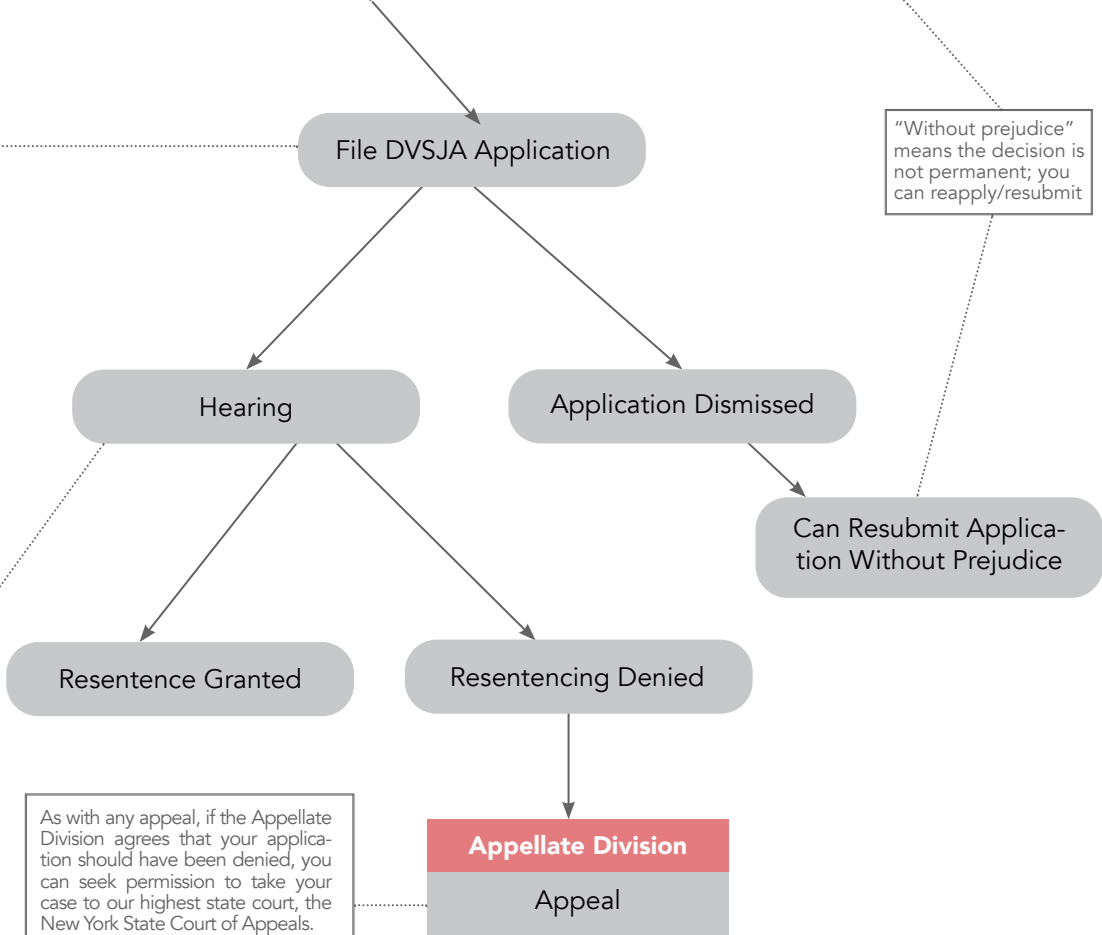 File DVSJA Application
“Without prejudice”
means the decision is
not permanent; you
can reapply/resubmit
Hearing
Application Dismissed
Can Resubmit Applica-
tion Without Prejudice
Resentence Granted
Resentencing Denied
As with any appeal, if the Appellate
Division agrees that your applica-
tion should have been denied, you
can seek permission to take your
case to our highest state court, the
New York State Court of Appeals.
Appellate Division
Appeal